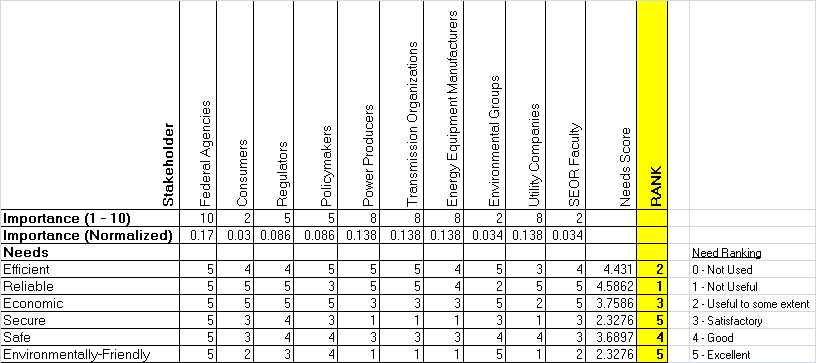 Stakeholder Federal Agencies Consumers Regulators Policymakers Power Producers Transmission Organizations Energy Equipment Manufacturers Environmental Groups Utility Companies SEOR Faculty Needs Score RANK
Importance (1 - 10) 10 2 5 5 8 8 8 2 8 2
Importance (Normalized) 0.17 0.03 0.086 0.086 0.138 0.138 0.138 0.034 0.138 0.034
Needs Need Ranking
Efficient 5 4 4 5 5 5 4 5 3 4 4.431 2 0 - Not Used
Reliable 5 5 5 3 5 5 4 2 5 5 4.5862 1 1 - Not Useful
Economic 5 5 5 5 3 3 3 5 2 5 3.7586 3 2 - Useful to some extent
Secure 5 3 4 3 1 1 1 3 1 3 2.3276 5 3 - Satisfactory
Safe 5 3 4 4 3 3 3 4 4 3 3.6897 4 4 - Good
Environmentally-Friendly 5 2 3 4 1 1 1 5 1 2 2.3276 5 5 - Excellent